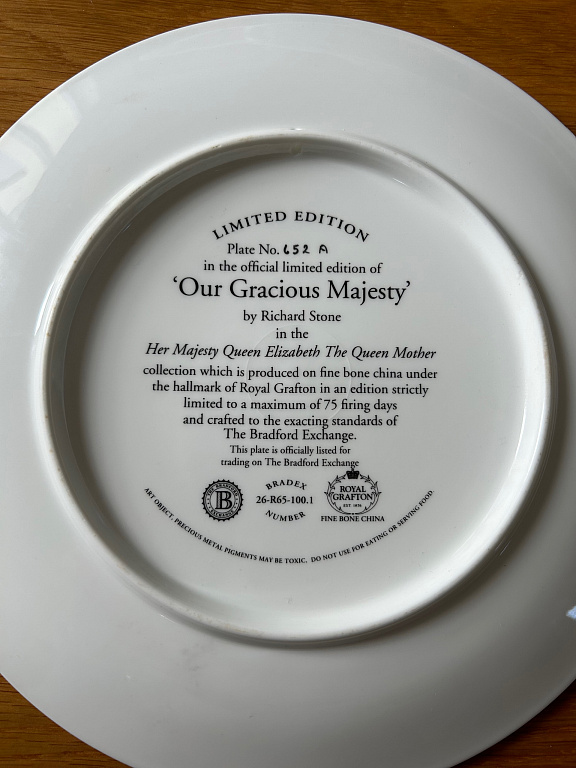 LIMITED EDITION
Plate No. 652 A
in the official limited edition of
‘Our Gracious Majesty’
by Richard Stone
in the
Her Majesty Queen Elizabeth The Queen Mother
collection which is produced on fine bone china under
the hallmark of Royal Grafton in an edition strictly
limited to a maximum of 75 firing days
and crafted to the exacting standards of
The Bradford Exchange.
This plate is officially listed for
trading on The Bradford Exchange
THE BRADFORD EXCHANGE
B
BRADEX
26-R65-100.1
NUMBER
ROYAL
GRAFTON
EST. 1876
FINE BONE CHINA
ART OBJECT. PRECIOUS METAL PIGMENTS MAY BE TOXIC. DO NOT USE FOR EATING OR SERVING FOOD.